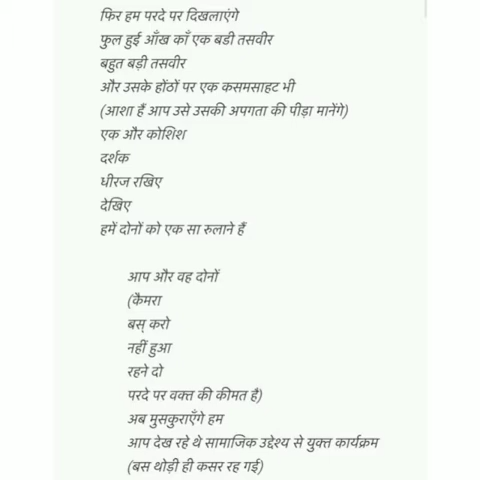 फिर हम परदे पर दिखलाएंगे
फुल हुई आँख काँ एक बडी तसवीर
बहुत बड़ी तसवीर
और उसके होंठों पर एक कसमसाहट भी
(आशा हैं आप उसे उसकी अपगता की पीड़ा मानेंगे)
एक और कोशिश
दर्शक
धीरज रखिए
देखिए
हमें दोनों को एक सा रुलाने हैं
आप और वह दोनों
(कैमरा
बस् करो
नहीं हुआ
रहने दो
परदे पर वक्त की कीमत है)
अब मुसकुराएँगे हम
आप देख रहे थे सामाजिक उद्देश्य से युक्त कार्यक्रम
(बस थोड़ी ही कसर रह गई)